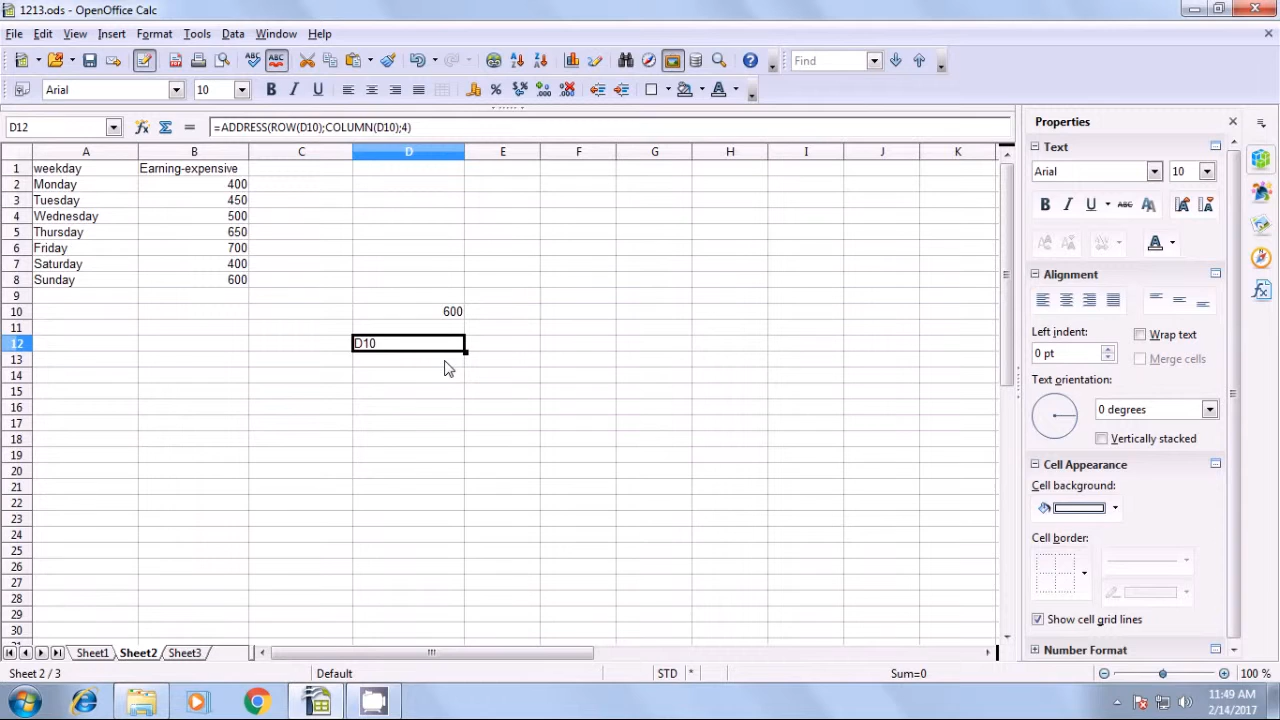 1213.ods - OpenOffice Calc
File Edit View Insert Format Tools Data Window Help
Find
Arial 10
D12 =ADDRESS(ROW(D10);COLUMN(D10);4)
A B C D E F G H I J K
1 weekday Earning-expensive
2 Monday 400
3 Tuesday 450
4 Wednesday 500
5 Thursday 650
6 Friday 700
7 Saturday 400
8 Sunday 600
9
10 600
11
12 D10
13
14
15
16
17
18
19
20
21
22
23
24
25
26
27
28
29
30
Sheet1 Sheet2 Sheet3
Sheet 2 / 3 Default STD * Sum=0 100 %
Properties
Text
Arial 10
Alignment
Left indent: Wrap text
0 pt Merge cells
Text orientation:
0 degrees
Vertically stacked
Cell Appearance
Cell background:
Cell border:
Show cell grid lines
Number Format
11:49 AM
2/14/2017